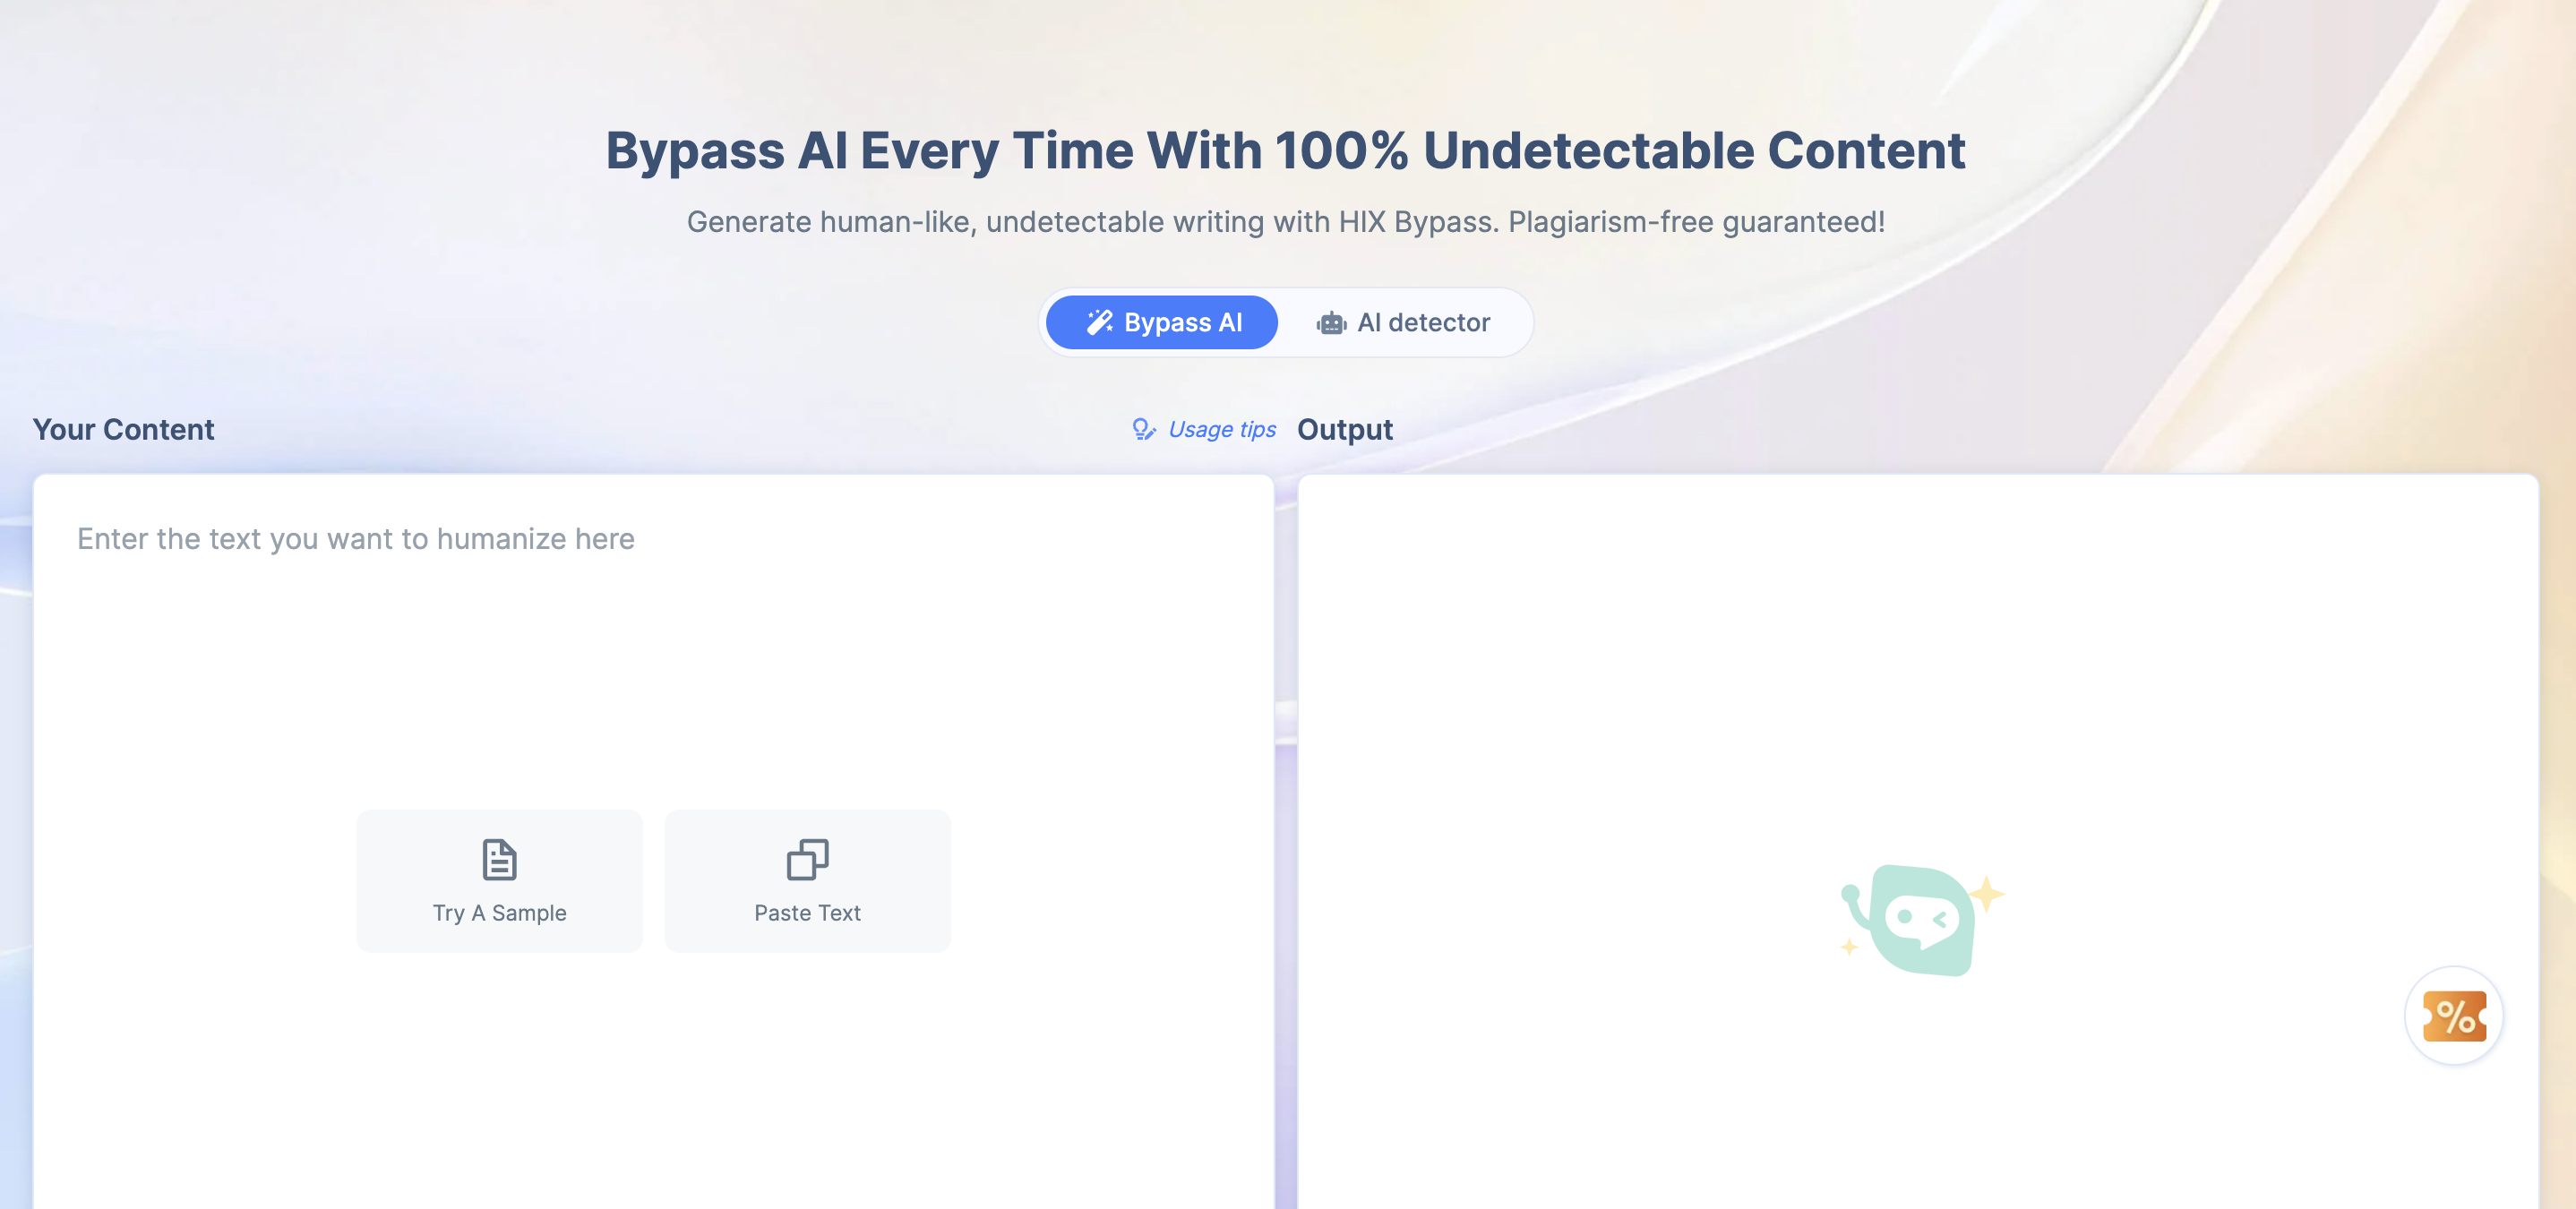 Bypass AI Every Time With 100% Undetectable Content
Generate human-like, undetectable writing with HIX Bypass. Plagiarism-free guaranteed!
Bypass AI
AI detector
Your Content
Usage tips
Output
Enter the text you want to humanize here
Try A Sample
Paste Text
%